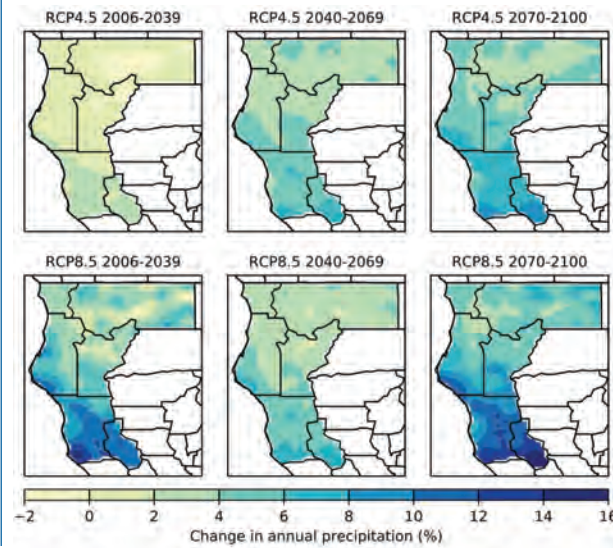 RCP4.5 2006-2039 RCP4.5 2040-2069 RCP4.5 2070-2100
RCP8.5 2006-2039 RCP8.5 2040-2069 RCP8.5 2070-2100
−2 0 2 4 6 8 10 12 14 16
Change in annual precipitation (%)